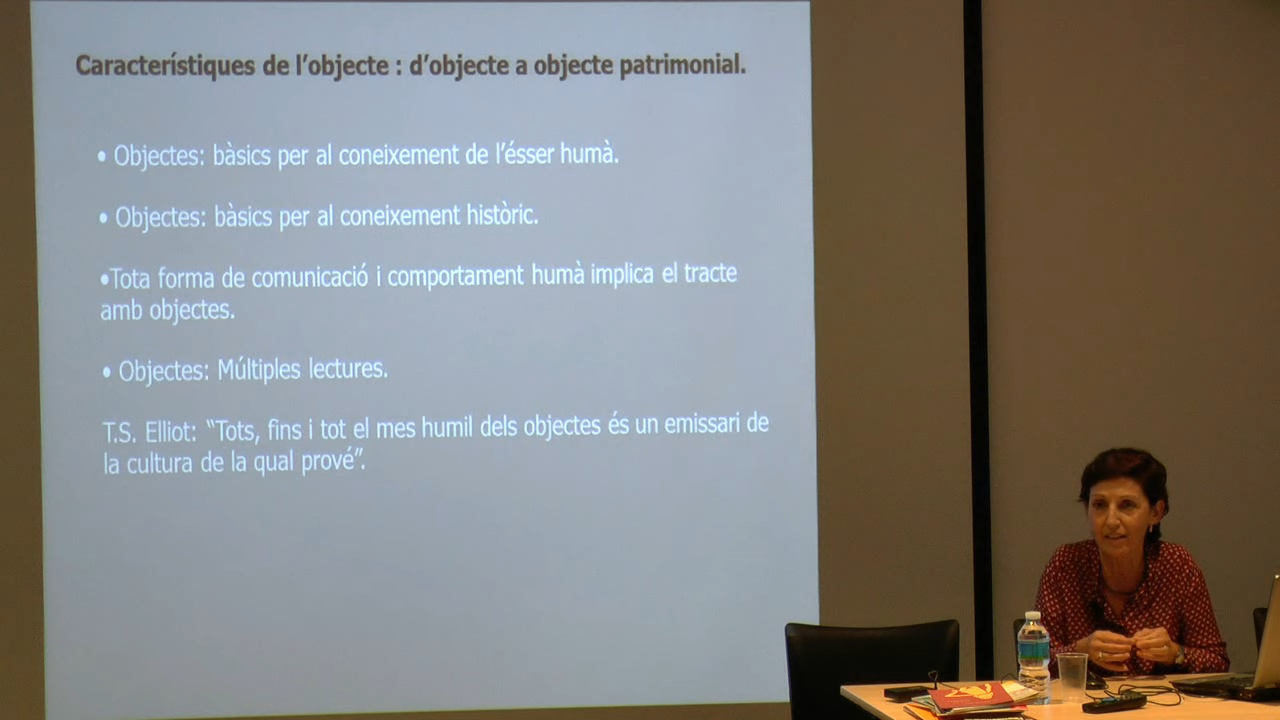 Característiques de l'objecte : d'objecte a objecte patrimonial.
• Objectes: bàsics per al coneixement de l'ésser humà.
• Objectes: bàsics per al coneixement històric.
•Tota forma de comunicació i comportament humà implica el tracte
amb objectes.
• Objectes: Múltiples lectures.
T.S. Elliot: “Tots, fins i tot el mes humil dels objectes és un emissari de
la cultura de la qual prové”.